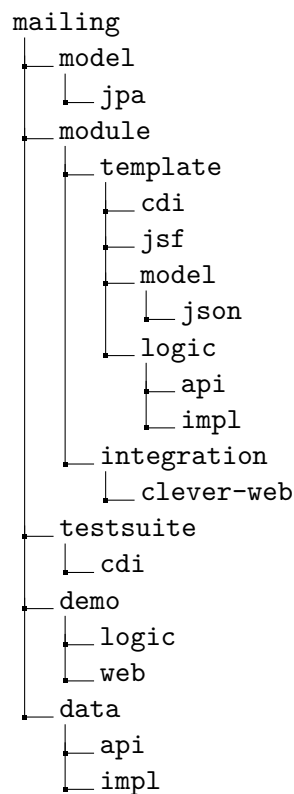 mailing
model
jpa
module
template
cdi
jsf
model
json
logic
api
impl
integration
clever-web
testsuite
cdi
demo
logic
web
data
api
impl